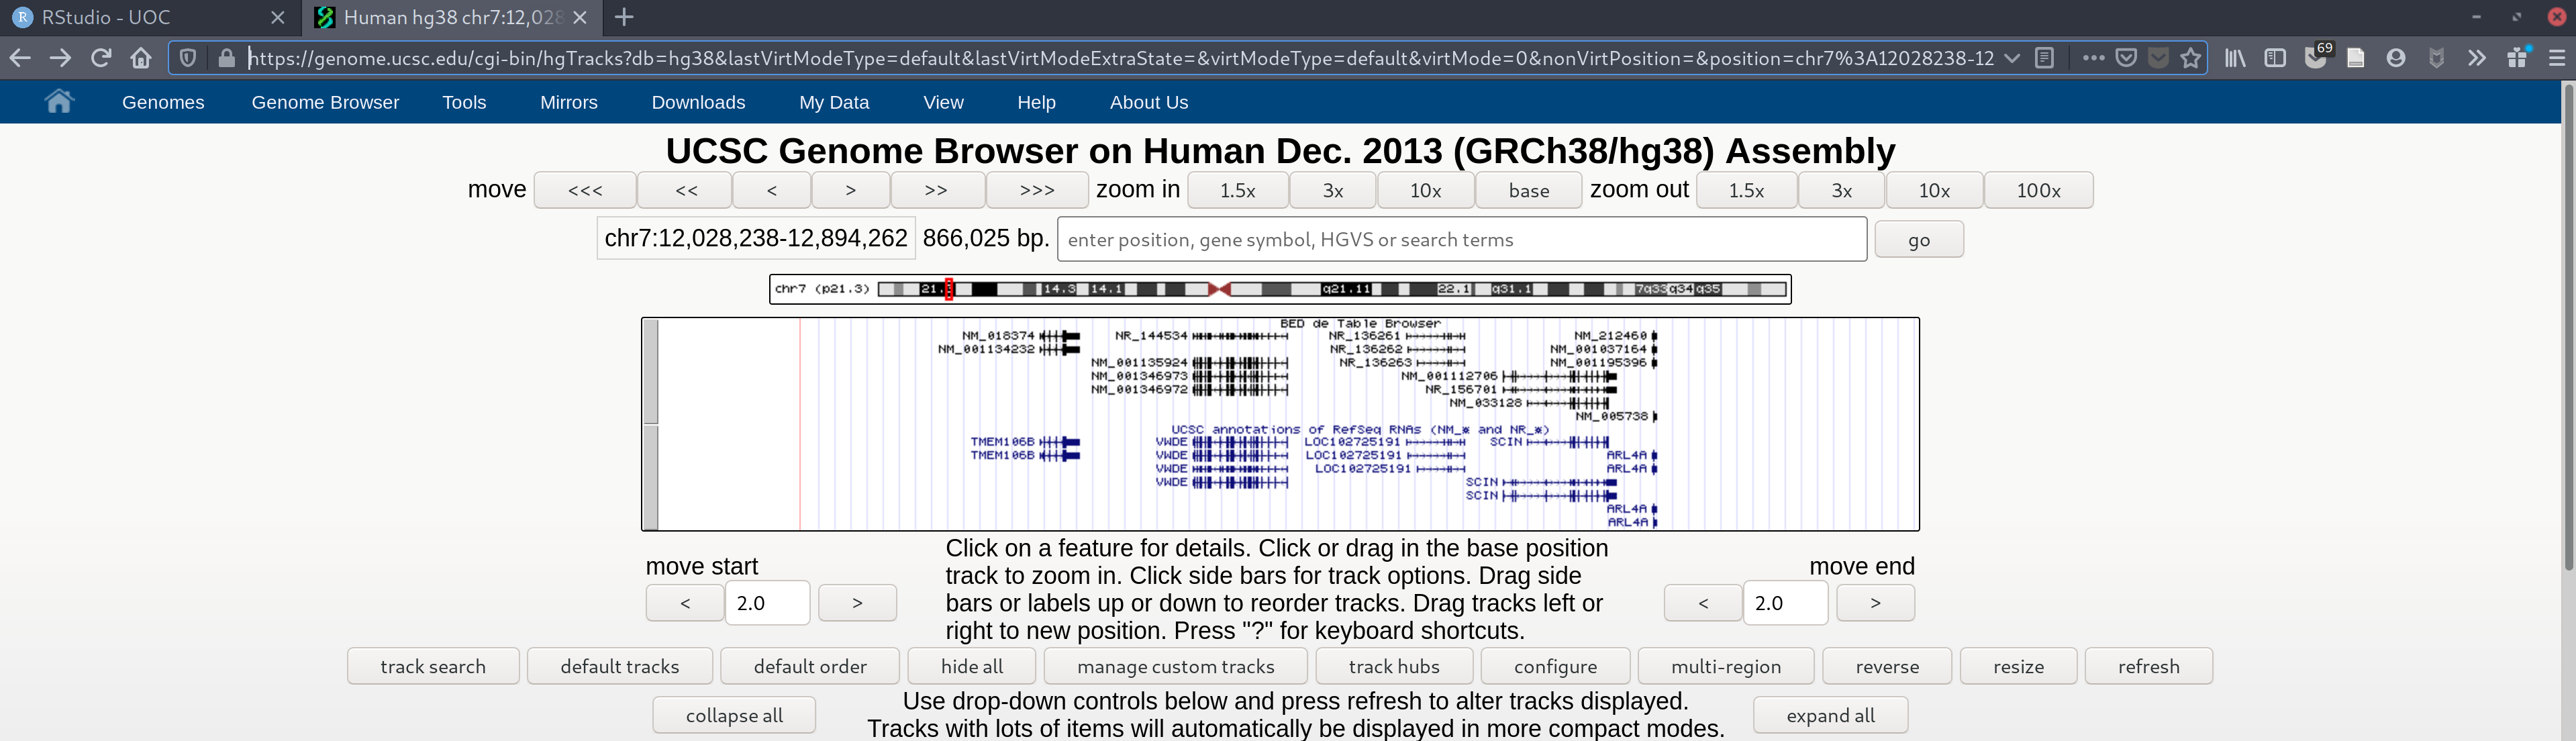 RStudio - UOC
Human hg38 chr7:12,028
https://genome.ucsc.edu/cgi-bin/hgTracks?db=hg38&lastVirtModeType=default&lastVirtModeExtraState=&virtModeType=default&virtMode=0&nonVirtPosition=&position=chr7%3A12028238-12
69
Genomes Genome Browser Tools Mirrors Downloads My Data View Help About Us
UCSC Genome Browser on Human Dec. 2013 (GRCh38/hg38) Assembly
move <<< << < > >> >>> zoom in 1.5x 3x 10x base zoom out 1.5x 3x 10x 100x
chr7:12,028,238-12,894,262 866,025 bp. enter position, gene symbol, HGVS or search terms go
chr7 (p21.3) 21. 14.3 14.1 q21.11 22.1 q31.1 7q33 q34 q35
BED de Table Browser
NM_018374 NR_144534 NR_136261 NM_212460
NM_001134232 NR_136262 NM_001037164
NM_001135924 NR_136263 NM_001195396
NM_001346973 NM_001112706
NM_001346972 NR_156701
NM_033128
NM_005738
UCSC annotations of RefSeq RNAs (NM_* and NR_*)
TMEM106B VWDE LOC102725191 SCIN
TMEM106B VWDE LOC102725191 ARL4A
VWDE LOC102725191 ARL4A
VWDE SCIN
SCIN
ARL4A
ARL4A
Click on a feature for details. Click or drag in the base position
track to zoom in. Click side bars for track options. Drag side
bars or labels up or down to reorder tracks. Drag tracks left or
right to new position. Press "?" for keyboard shortcuts.
move start
< 2.0 >
move end
< 2.0 >
track search default tracks default order hide all manage custom tracks track hubs configure multi-region reverse resize refresh
collapse all
Use drop-down controls below and press refresh to alter tracks displayed.
Tracks with lots of items will automatically be displayed in more compact modes.
expand all